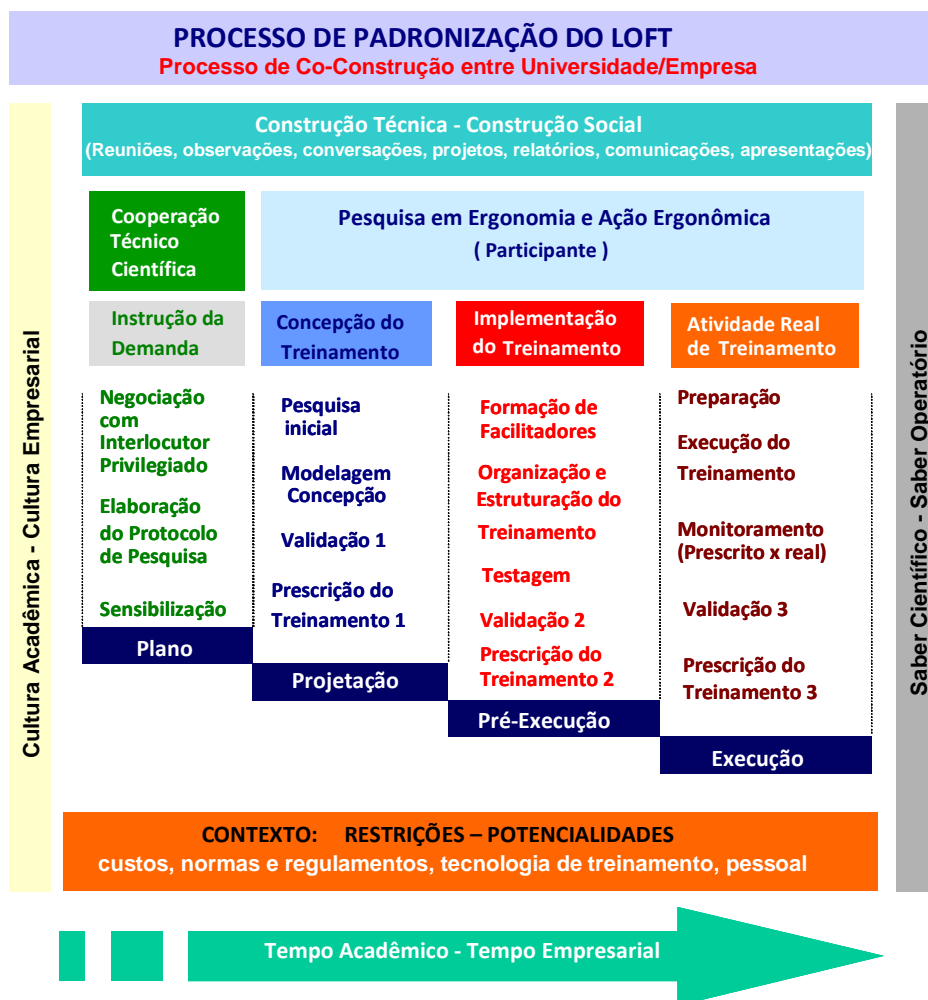 PROCESSO DE PADRONIZAÇÃO DO LOFT
Processo de Co-Construção entre Universidade/Empresa
Cultura Acadêmica - Cultura Empresarial
Construção Técnica - Construção Social
(Reuniões, observações, conversações, projetos, relatórios, comunicações, apresentações)
Cooperação
Técnico
Científica
Pesquisa em Ergonomia e Ação Ergonômica
( Participante )
Instrução da
Demanda
Negociação
com
Interlocutor
Privilegiado
Elaboração
do Protocolo
de Pesquisa
Sensibilização
Plano
Concepção do
Treinamento
Pesquisa
inicial
Modelagem
Concepção
Validação 1
Prescrição do
Treinamento 1
Projetação
Implementação
do Treinamento
Formação de
Facilitadores
Organização e
Estruturação do
Treinamento
Testagem
Validação 2
Prescrição do
Treinamento 2
Pré-Execução
Atividade Real
de Treinamento
Preparação
Execução do
Treinamento
Monitoramento
(Prescrito x real)
Validação 3
Prescrição do
Treinamento 3
Execução
Saber Científico - Saber Operatório
CONTEXTO: RESTRIÇÕES – POTENCIALIDADES
custos, normas e regulamentos, tecnologia de treinamento, pessoal
Tempo Acadêmico - Tempo Empresarial